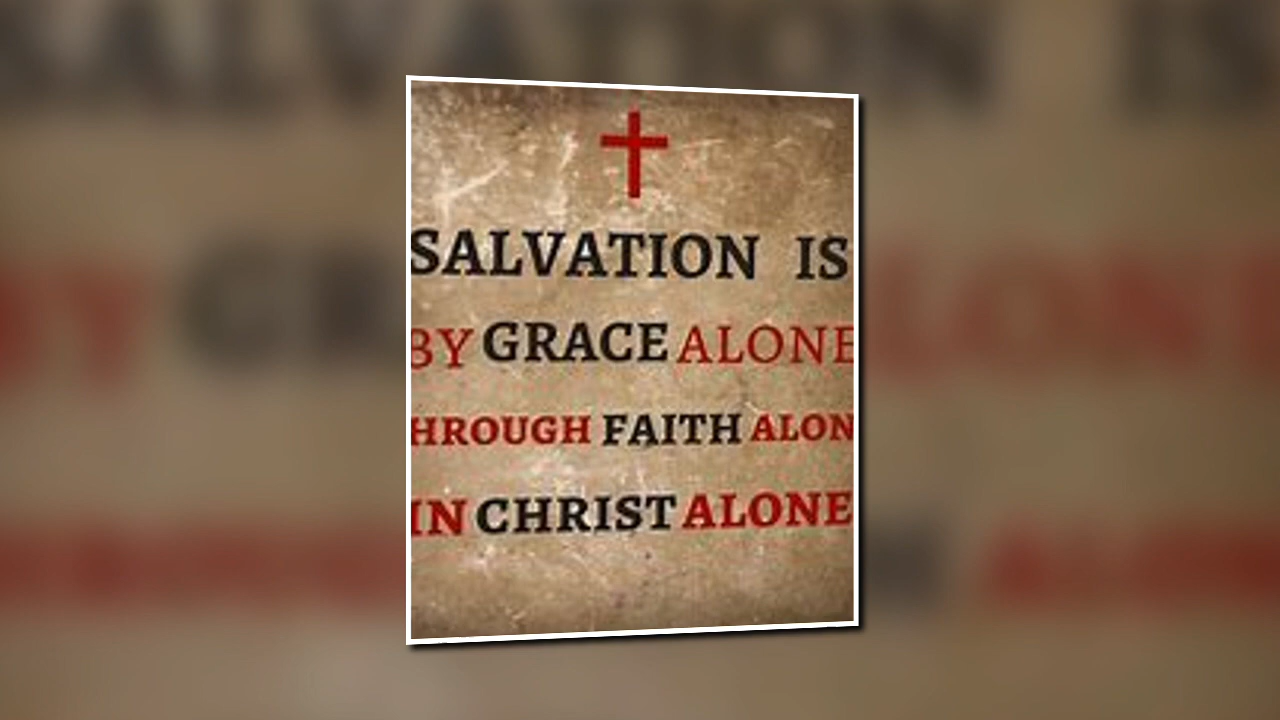 SALVATION IS
BY GRACE ALONE
HROUGH FAITH ALON
IN CHRIST ALONE